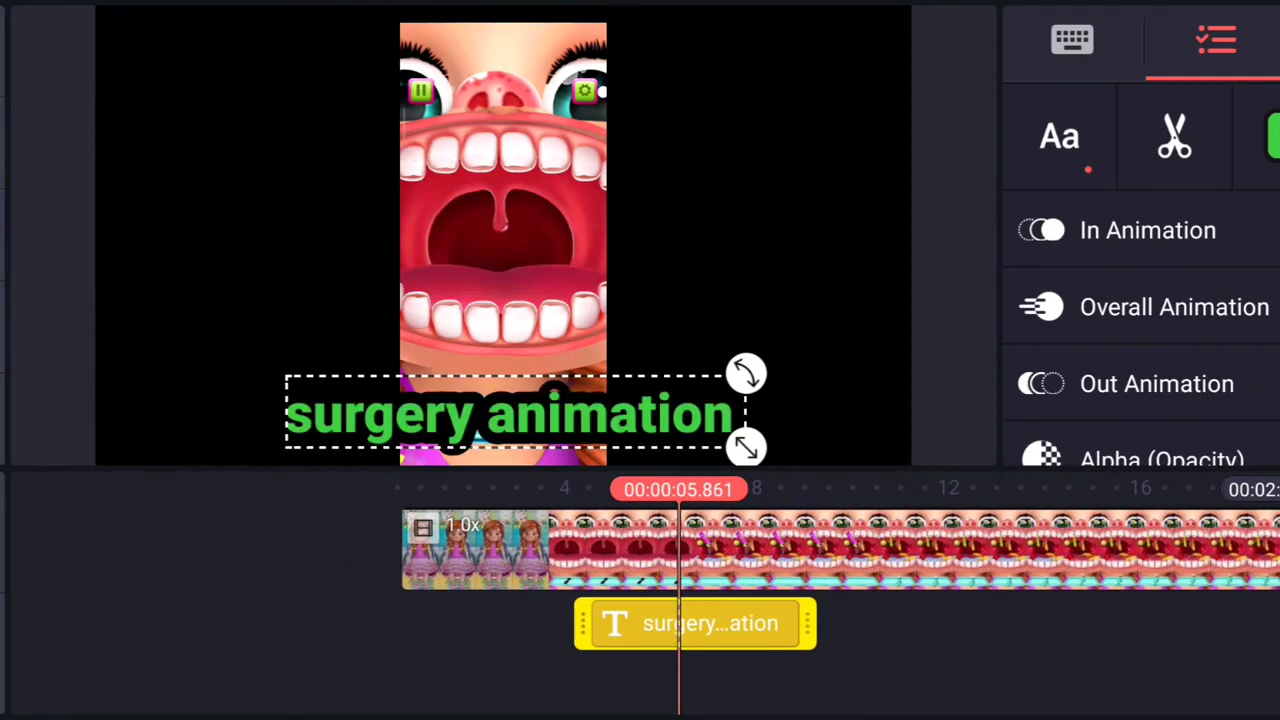 Aa
In Animation
Overall Animation
Out Animation
Alpha (Opacity)
surgery animation
4
00:00:05.861
8
12
16
00:02:
1.0x
T surgery...ation